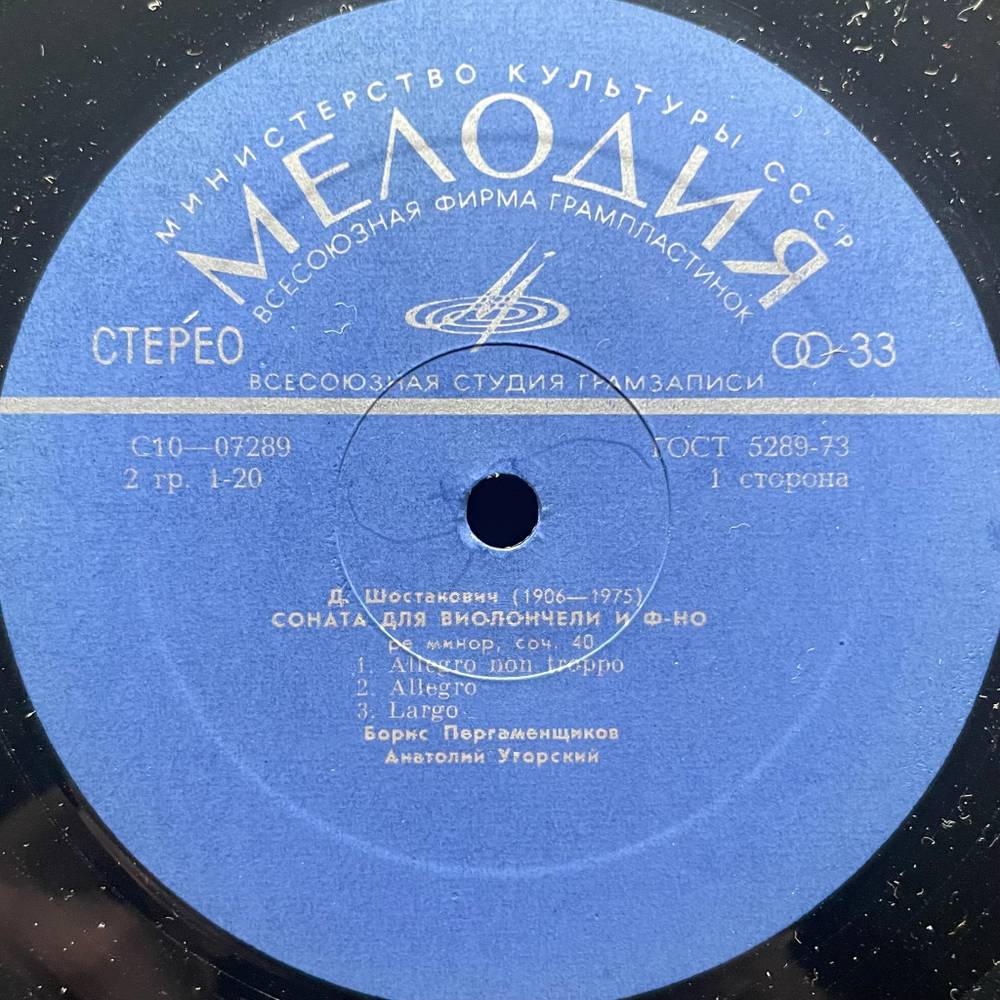 МИНИСТЕРСТВО КУЛЬТУРЫ СССР
МЕЛОДИЯ
ВСЕСОЮЗНАЯ ФИРМА ГРАМПЛАСТИНОК
СТЕРЕО
33
ВСЕСОЮЗНАЯ СТУДИЯ ГРАМЗАПИСИ
С10—07289
ГОСТ 5289-73
2 гр. 1-20
1 сторона
Д. Шостакович (1906—1975)
СОНАТА ДЛЯ ВИОЛОНЧЕЛИ И Ф-НО
ре минор, соч. 40
1. Allegro non troppo
2. Allegro
3. Largo
Борис Пергаменщиков
Анатолий Угорский